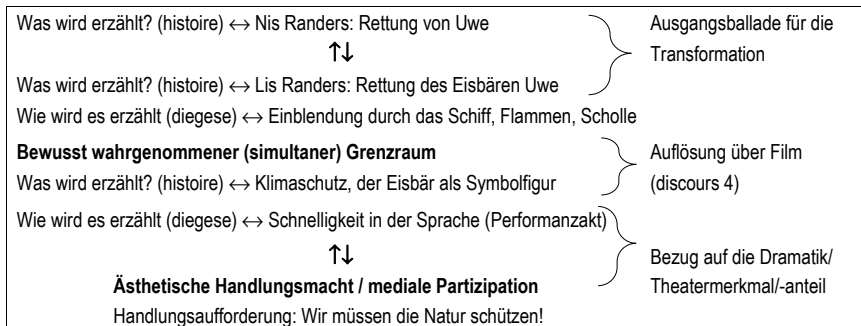 Was wird erzählt? (histoire) ↔ Nis Randers: Rettung von Uwe
↑↓
Was wird erzählt? (histoire) ↔ Lis Randers: Rettung des Eisbären Uwe
Ausgangsballade für die
Transformation
Wie wird es erzählt (diegese) ↔ Einblendung durch das Schiff, Flammen, Scholle
Bewusst wahrgenommener (simultaner) Grenzraum
Was wird erzählt? (histoire) ↔ Klimaschutz, der Eisbär als Symbolfigur
Auflösung über Film
(discours 4)
Wie wird es erzählt (diegese) ↔ Schnelligkeit in der Sprache (Performanzakt)
↑↓
Ästhetische Handlungsmacht / mediale Partizipation
Handlungsaufforderung: Wir müssen die Natur schützen!
Bezug auf die Dramatik/
Theatermerkmal/-anteil